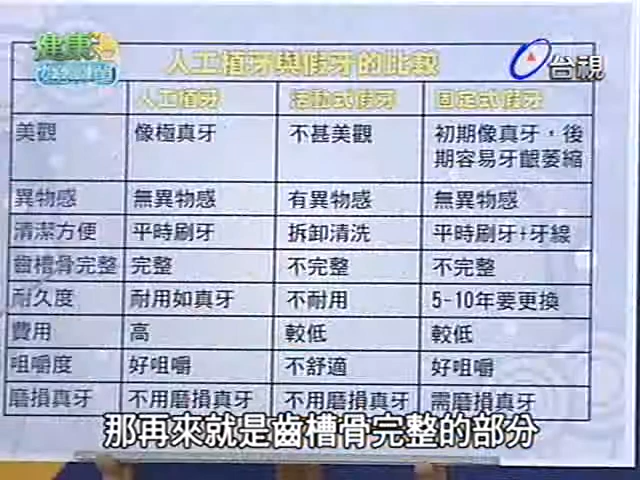 健康
台視
人工植牙與假牙的比較
人工植牙 活動式假牙 固定式假牙
美觀 像極真牙 不甚美觀 初期像真牙，後
期容易牙齦萎縮
異物感 無異物感 有異物感 無異物感
清潔方便 平時刷牙 拆卸清洗 平時刷牙+牙線
齒槽骨完整 完整 不完整 不完整
耐久度 耐用如真牙 不耐用 5-10年要更換
費用 高 較低 較低
咀嚼度 好咀嚼 不舒適 好咀嚼
磨損真牙 不用磨損真牙 不用磨損真牙 需磨損真牙
那再來就是齒槽骨完整的部分